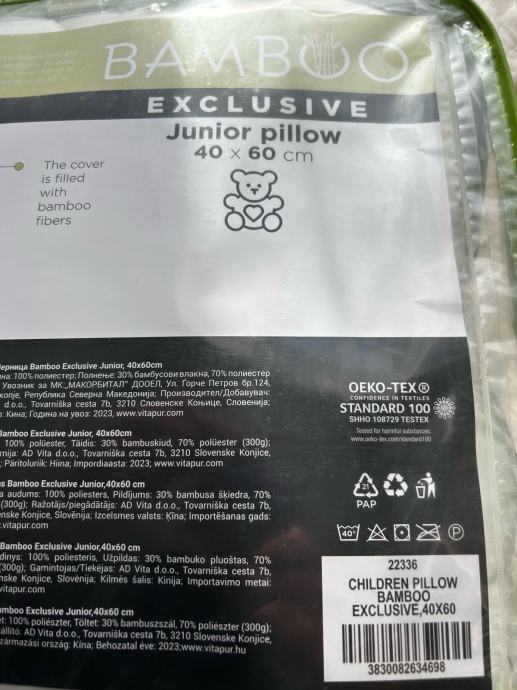 BAMBOO
EXCLUSIVE
Junior pillow
40 x 60 cm
The cover
is filled
with
bamboo
fibers
Bamboo Exclusive Junior, 40x60cm
100% полиестер; Полнење: 30% бамбусови влакна, 70% полиестер
Увозник за МК:„МАКОРБИТАЛ" ДООЕЛ, Ул. Горче Петров бр.124,
Република Северна Македонија; Производител/Добавувач:
d.o.o., Tovarniška cesta 7b, 3210 Словенске Коњице, Словенија;
Кина; Година на увоз: 2023, www.vitapur.com
Bamboo Exclusive Junior, 40x60cm
100% polüester, Täidis: 30% bambuskiud, 70% polüester (300g);
AD Vita d.o.o., Tovarniška cesta 7b, 3210 Slovenske Konjice,
Päritoluriik: Hiina; Impordiaasta: 2023; www.vitapur.com
Bamboo Exclusive Junior,40x60 cm
audums: 100% poliesters, Pildījums: 30% bambusa šķiedra, 70%
(300g); Ražotājs/piegādātājs: AD Vita d.o.o., Tovarniška cesta 7b,
Konjice, Slovēnija; Izcelsmes valsts: Ķīna; Importēšanas gads:
vitapur.com
Bamboo Exclusive Junior,40x60 cm
100% poliesteris, Užpildas: 30% bambuko pluoštas, 70%
(300g); Gamintojas/Tiekėjas: AD Vita d.o.o., Tovarniška cesta 7b,
Konjice, Slovėnija; Kilmės šalis: Kinija; Importavimo metai:
vitapur.com
Bamboo Exclusive Junior,40x60 cm
100% poliészter, Töltet: 30% bambuszszál, 70% poliészter (300g);
AD Vita d.o.o., Tovarniška cesta 7b, 3210 Slovenske Konjice,
Származási ország: Kína; Behozatal éve: 2023;www.vitapur.hu
OEKO-TEX®
CONFIDENCE IN TEXTILES
STANDARD 100
SHHO 108729 TESTEX
Tested for harmful substances.
www.oeko-tex.com/standard100
21
PAP
40°
P
22336
CHILDREN PILLOW
BAMBOO
EXCLUSIVE,40X60
3830082634698